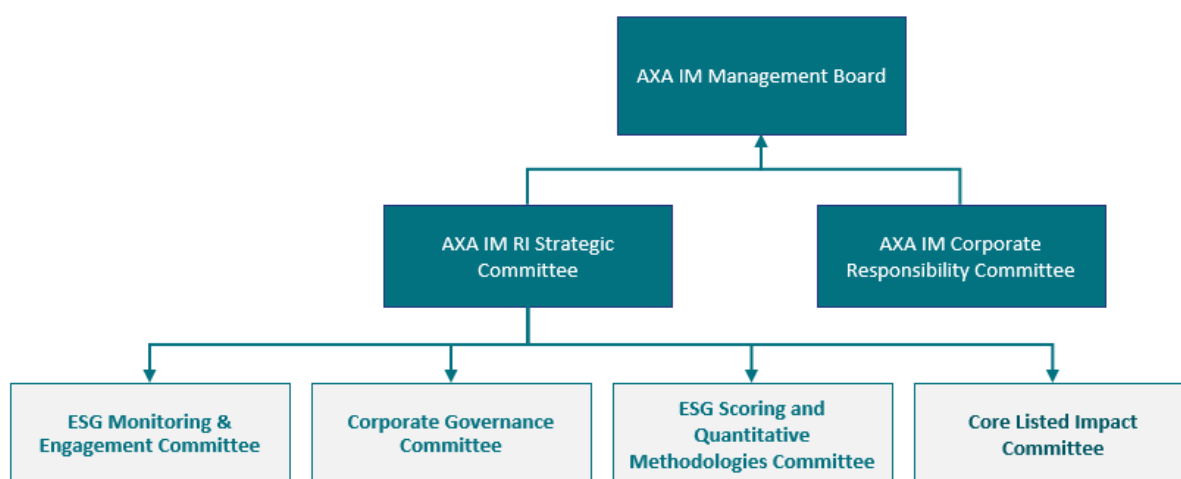 AXA IM Management Board
AXA IM RI Strategic
Committee
AXA IM Corporate
Responsibility Committee
ESG Monitoring &
Engagement Committee
Corporate Governance
Committee
ESG Scoring and
Quantitative
Methodologies Committee
Core Listed Impact
Committee